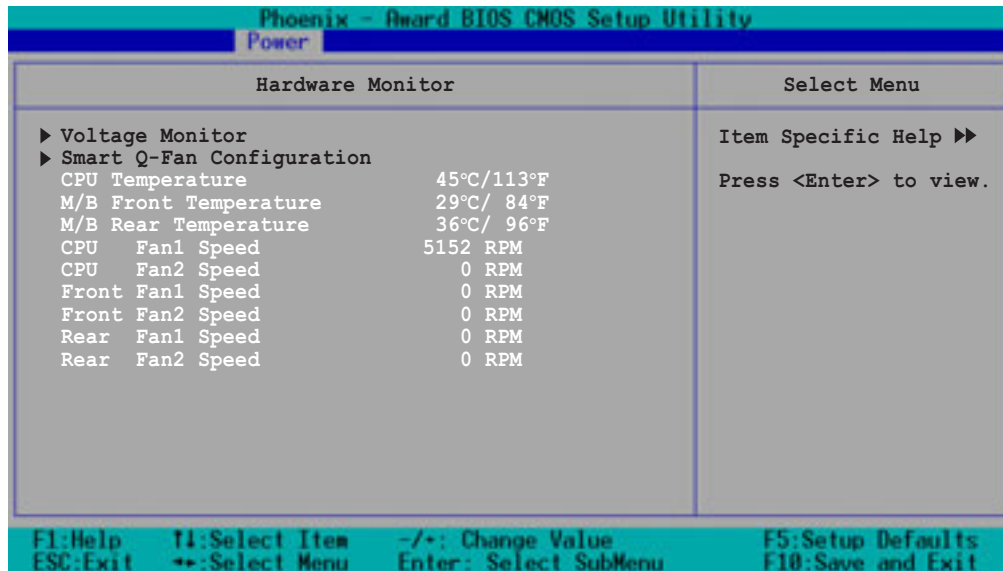 Phoenix - Award BIOS CMOS Setup Utility
Power
Hardware Monitor
Select Menu
▶ Voltage Monitor
▶ Smart Q-Fan Configuration
CPU Temperature 45°C/113°F
M/B Front Temperature 29°C/ 84°F
M/B Rear Temperature 36°C/ 96°F
CPU Fan1 Speed 5152 RPM
CPU Fan2 Speed 0 RPM
Front Fan1 Speed 0 RPM
Front Fan2 Speed 0 RPM
Rear Fan1 Speed 0 RPM
Rear Fan2 Speed 0 RPM
Item Specific Help ▶▶
Press <Enter> to view.
F1:Help ↑↓:Select Item -/+: Change Value F5:Setup Defaults
ESC:Exit ←→:Select Menu Enter: Select SubMenu F10:Save and Exit